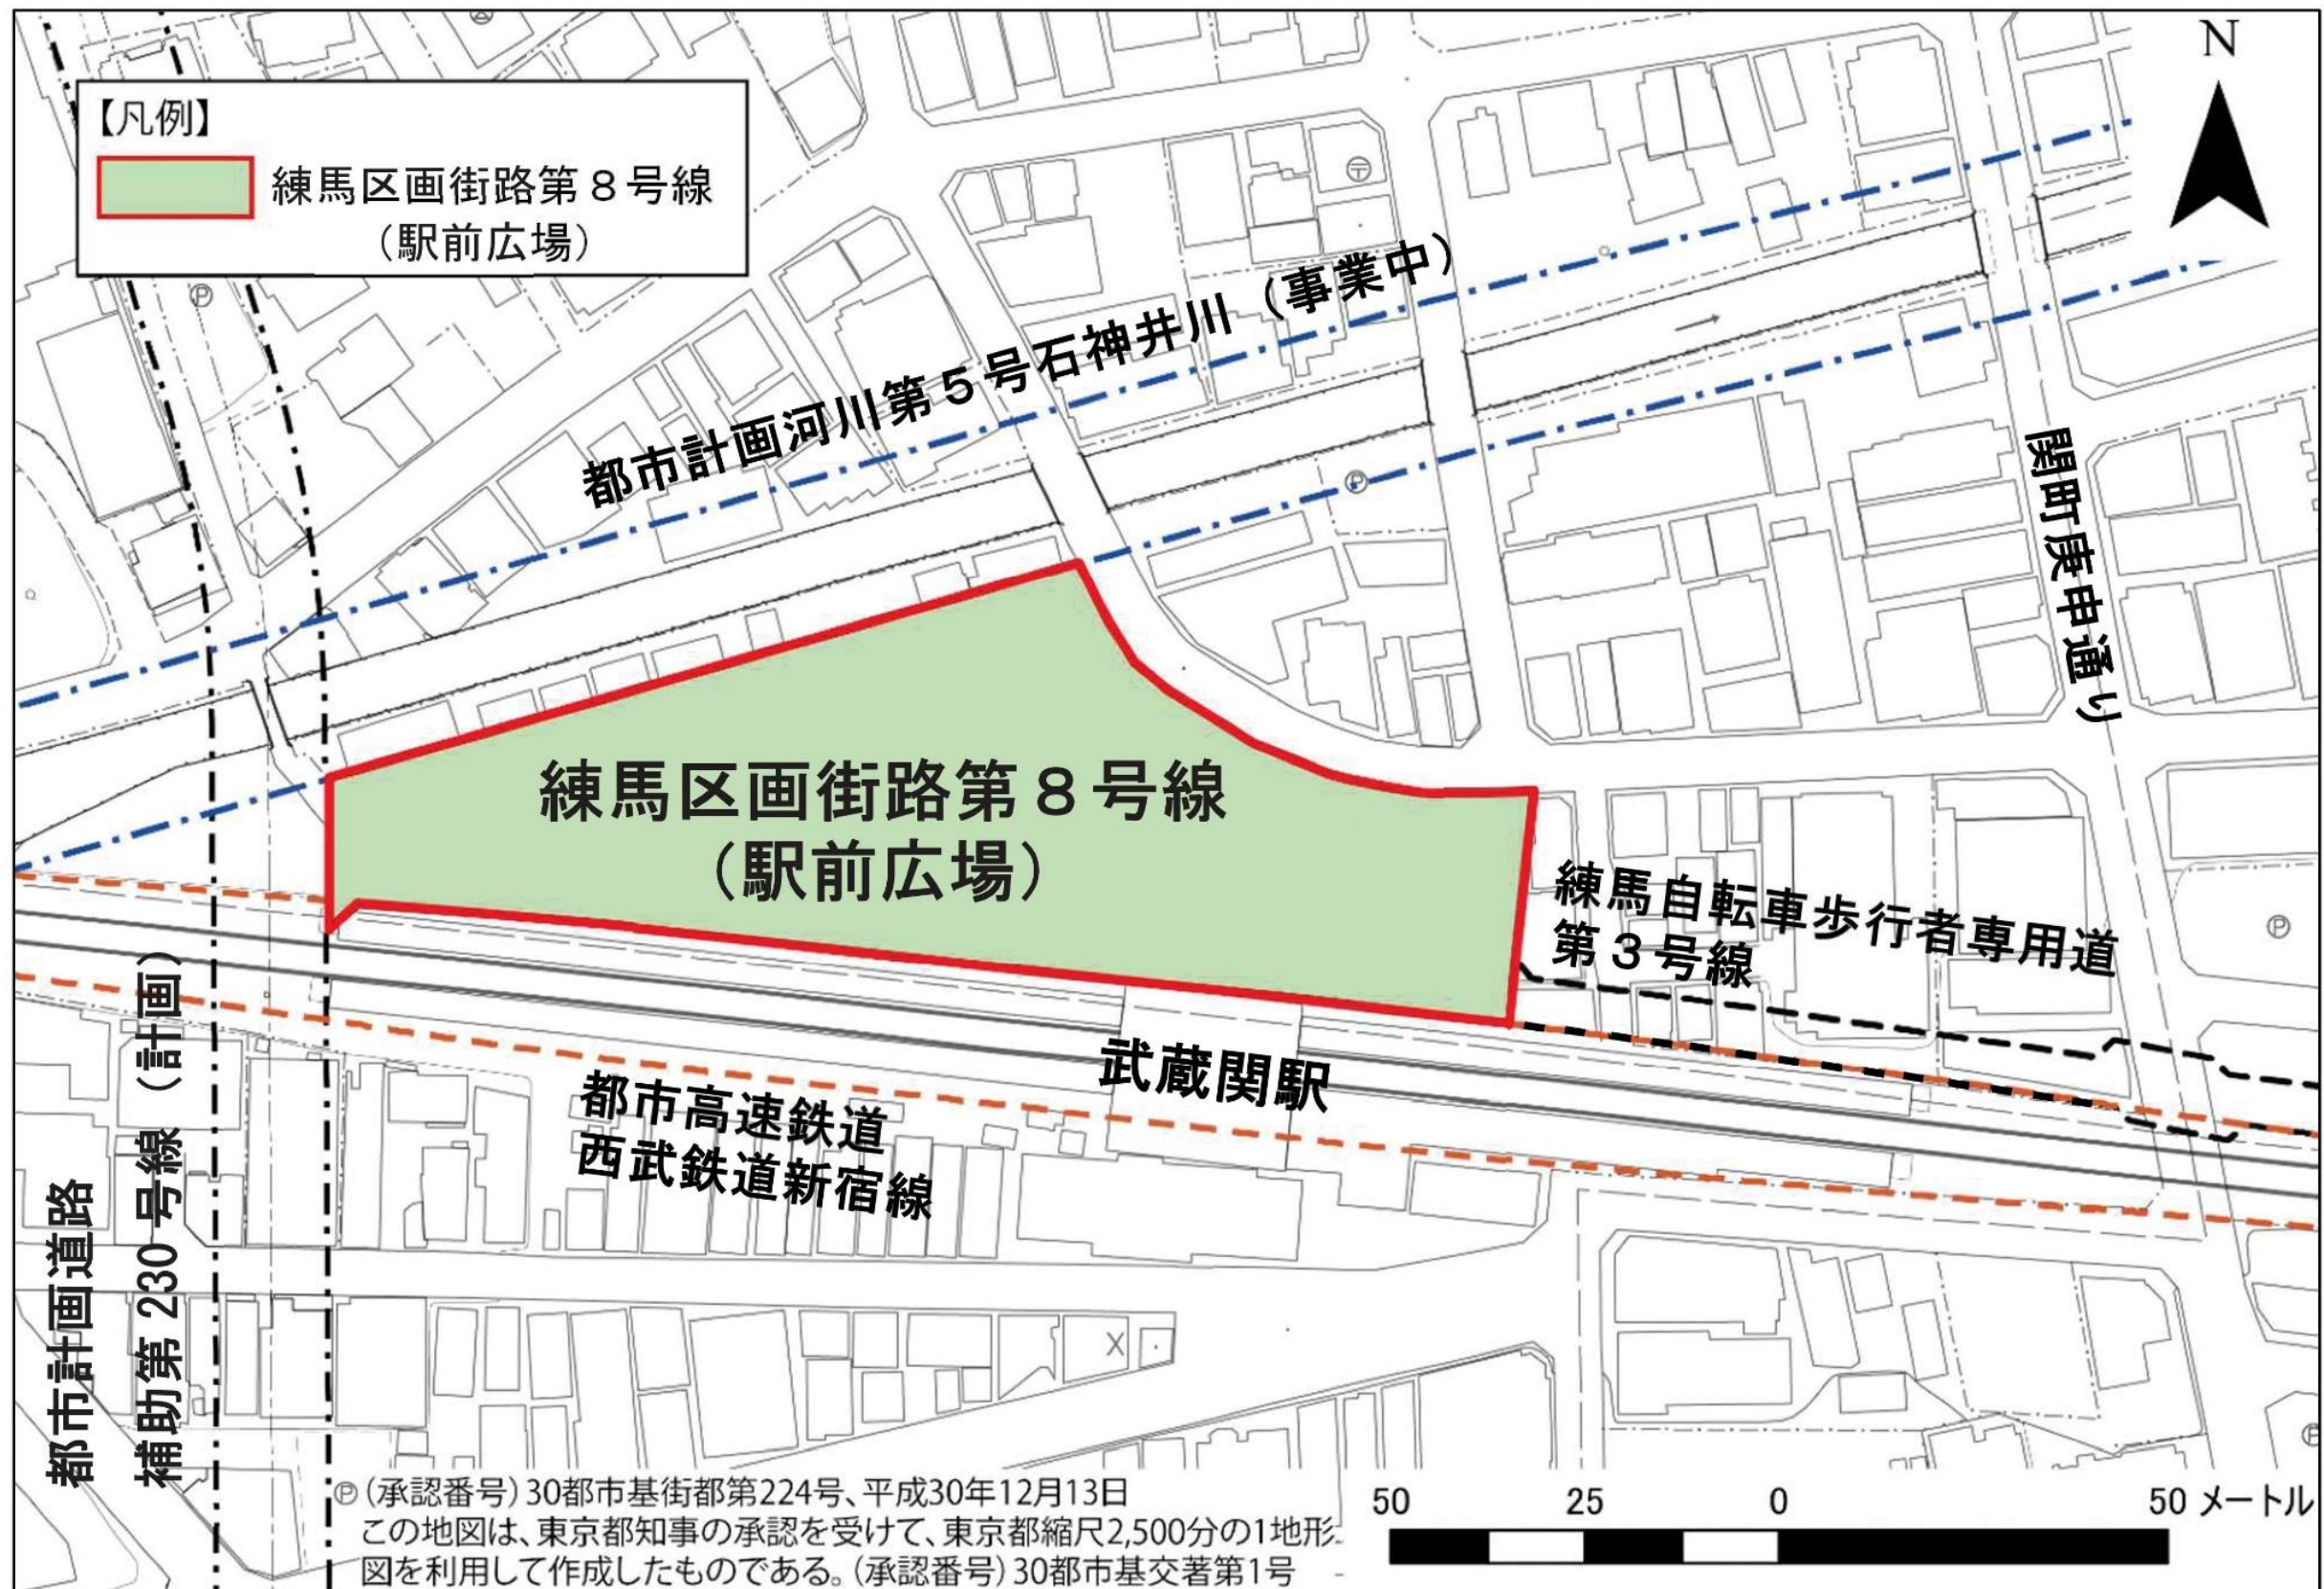 N
【凡例】
練馬区画街路第８号線
（駅前広場）
都市計画河川第５号石神井川（事業中）
関町庚申通り
練馬区画街路第８号線
（駅前広場）
練馬自転車歩行者専用道
第３号線
武蔵関駅
都市高速鉄道
西武鉄道新宿線
都市計画道路
補助第230号線（計画）
Ⓟ(承認番号)30都市基街都第224号、平成30年12月13日
この地図は、東京都知事の承認を受けて、東京都縮尺2,500分の1地形
図を利用して作成したものである。(承認番号)30都市基交著第1号
50 25 0 50 メートル
Ⓟ
Ⓟ
Ⓟ
Ⓟ